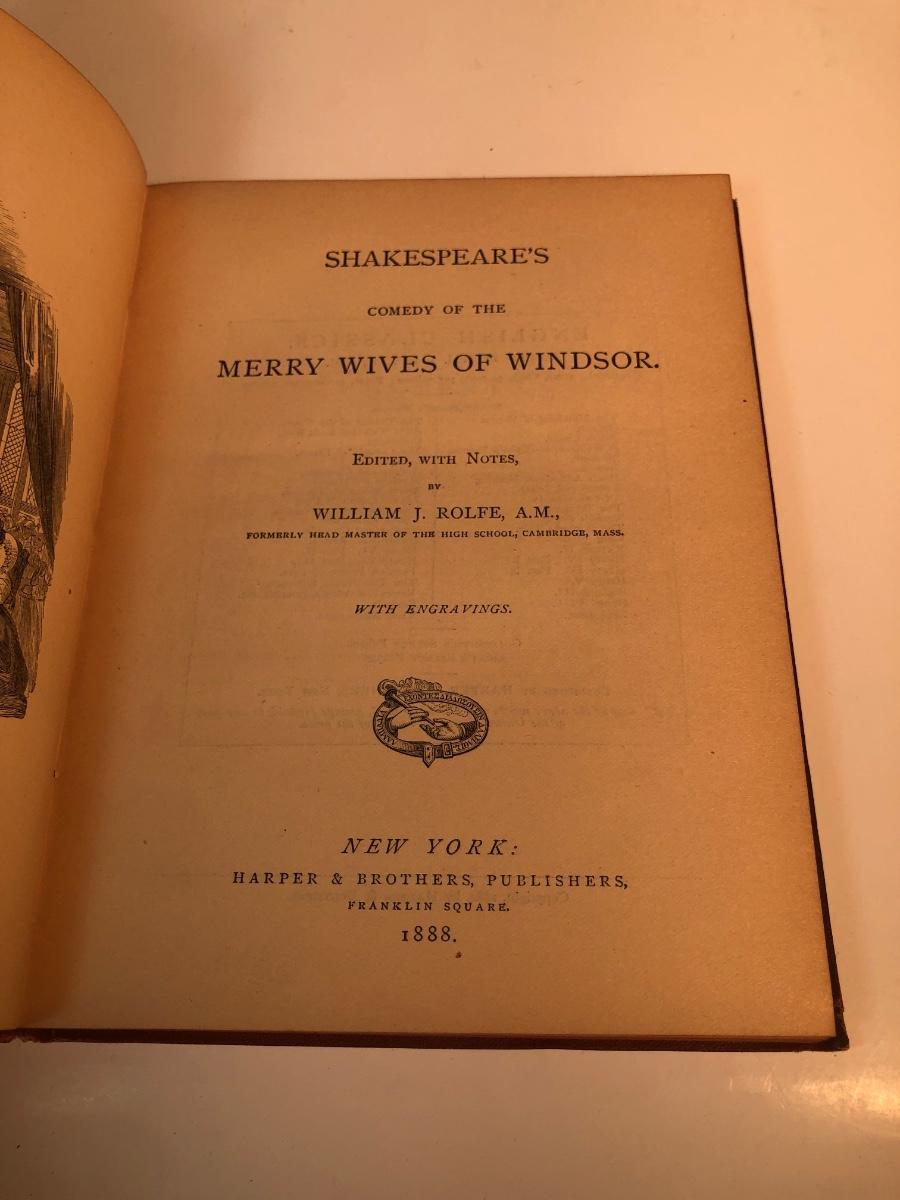 SHAKESPEARE'S
COMEDY OF THE
MERRY WIVES OF WINDSOR.
EDITED, WITH NOTES,
BY
WILLIAM J. ROLFE, A.M.,
FORMERLY HEAD MASTER OF THE HIGH SCHOOL, CAMBRIDGE, MASS.
WITH ENGRAVINGS.
NEW YORK:
HARPER & BROTHERS, PUBLISHERS,
FRANKLIN SQUARE.
1888.